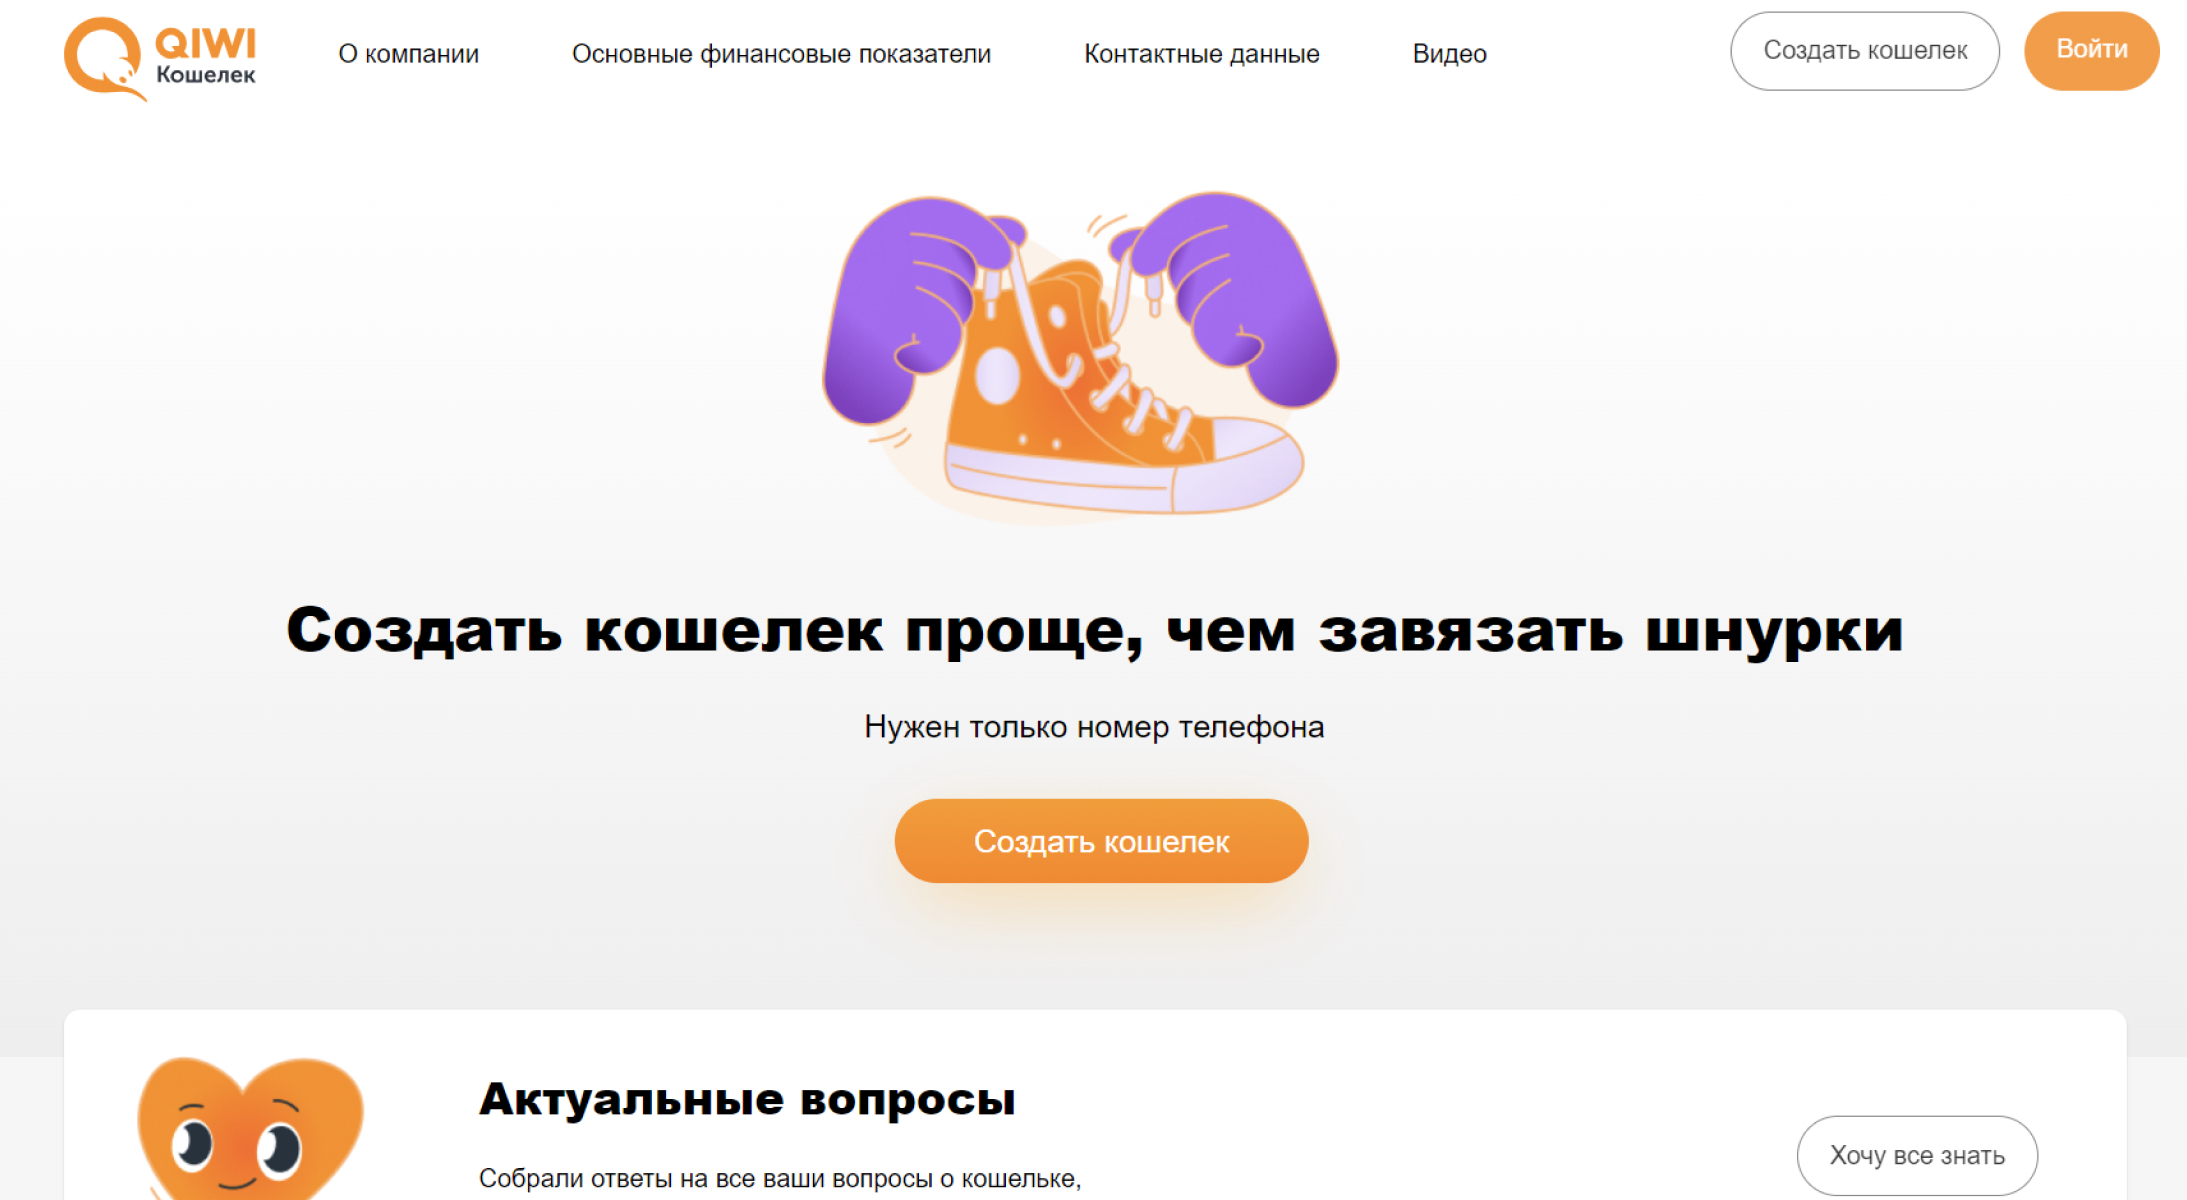 QIWI
Кошелек
О компании
Основные финансовые показатели
Контактные данные
Видео
Создать кошелек
Войти
Создать кошелек проще, чем завязать шнурки
Нужен только номер телефона
Создать кошелек
Актуальные вопросы
Собрали ответы на все ваши вопросы о кошельке,
Хочу все знать